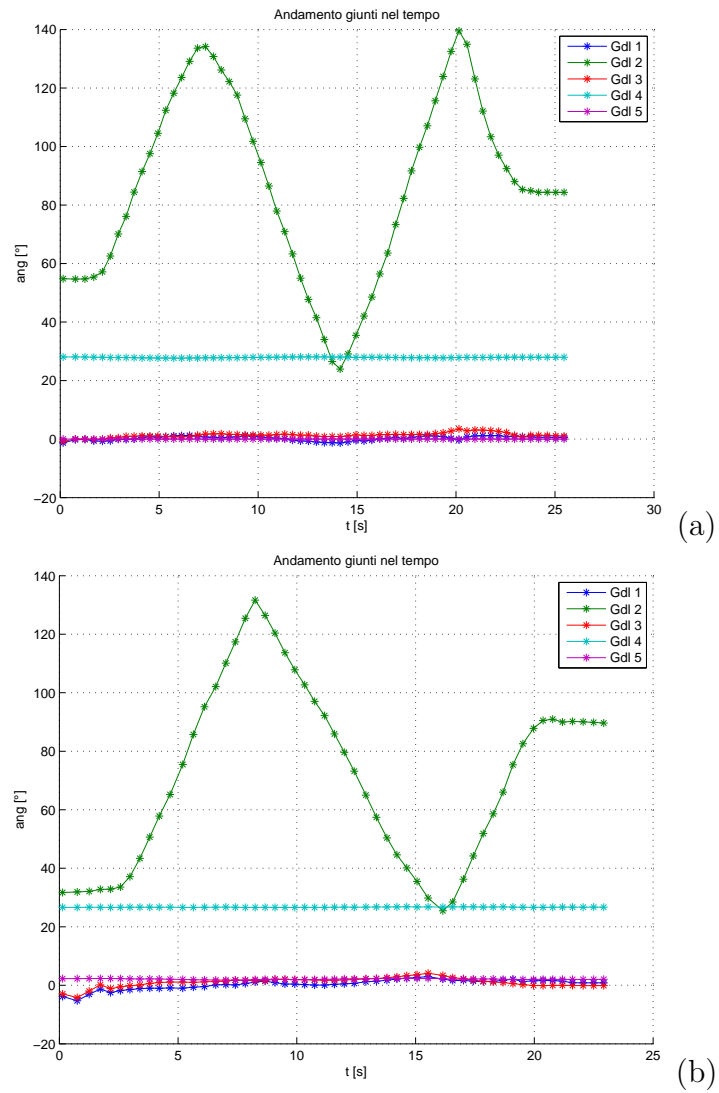 Andamento giunti nel tempo
140
120
100
80
60
40
20
0
−20
ang [°]
0 5 10 15 20 25 30
t [s]
Gdl 1
Gdl 2
Gdl 3
Gdl 4
Gdl 5
(a)
Andamento giunti nel tempo
140
120
100
80
60
40
20
0
−20
ang [°]
0 5 10 15 20 25
t [s]
Gdl 1
Gdl 2
Gdl 3
Gdl 4
Gdl 5
(b)